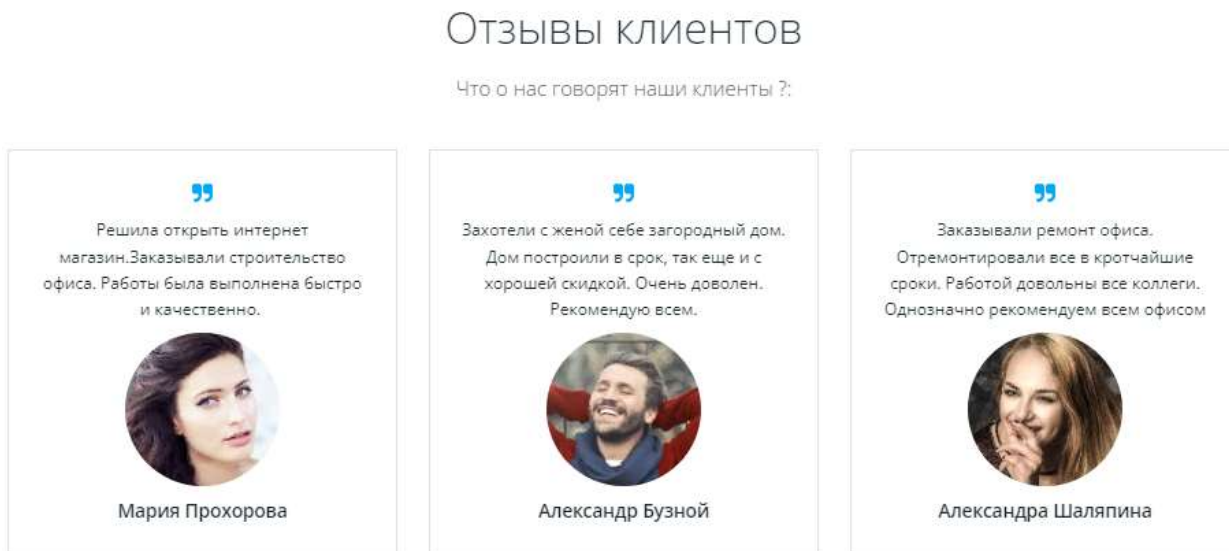 Отзывы клиентов
Что о нас говорят наши клиенты ?:
Решила открыть интернет
магазин.Заказывали строительство
офиса. Работы была выполнена быстро
и качественно.
Мария Прохорова
Захотели с женой себе загородный дом.
Дом построили в срок, так еще и с
хорошей скидкой. Очень доволен.
Рекомендую всем.
Александр Бузной
Заказывали ремонт офиса.
Отремонтировали все в кротчайшие
сроки. Работой довольны все коллеги.
Однозначно рекомендуем всем офисом
Александра Шаляпина